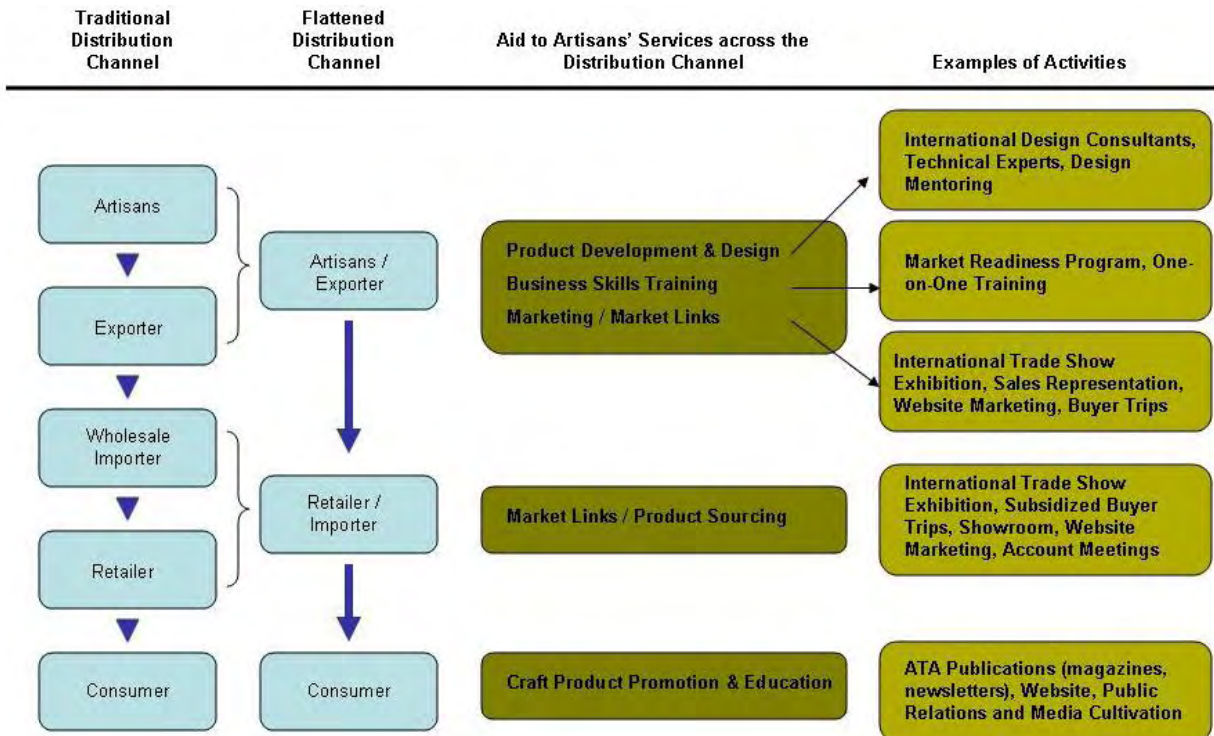 Traditional
Distribution
Channel
Flattened
Distribution
Channel
Aid to Artisans' Services across the
Distribution Channel
Examples of Activities
Artisans
Exporter
Wholesale
Importer
Retailer
Consumer
Artisans /
Exporter
Retailer /
Importer
Consumer
Product Development & Design
Business Skills Training
Marketing / Market Links
Market Links / Product Sourcing
Craft Product Promotion & Education
International Design Consultants,
Technical Experts, Design
Mentoring
Market Readiness Program, One-
on-One Training
International Trade Show
Exhibition, Sales Representation,
Website Marketing, Buyer Trips
International Trade Show
Exhibition, Subsidized Buyer
Trips, Showroom, Website
Marketing, Account Meetings
ATA Publications (magazines,
newsletters), Website, Public
Relations and Media Cultivation